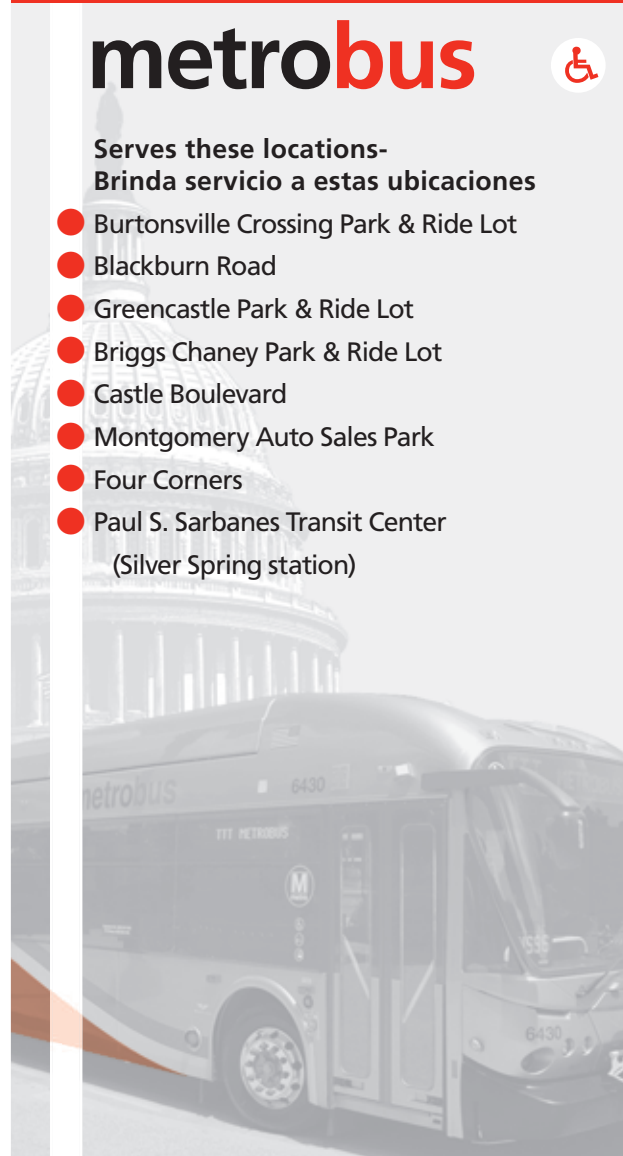 metrobus
Serves these locations-
Brinda servicio a estas ubicaciones
Burtonsville Crossing Park & Ride Lot
Blackburn Road
Greencastle Park & Ride Lot
Briggs Chaney Park & Ride Lot
Castle Boulevard
Montgomery Auto Sales Park
Four Corners
Paul S. Sarbanes Transit Center
(Silver Spring station)
metrobus
6430
TTT METROBUS
M
6430